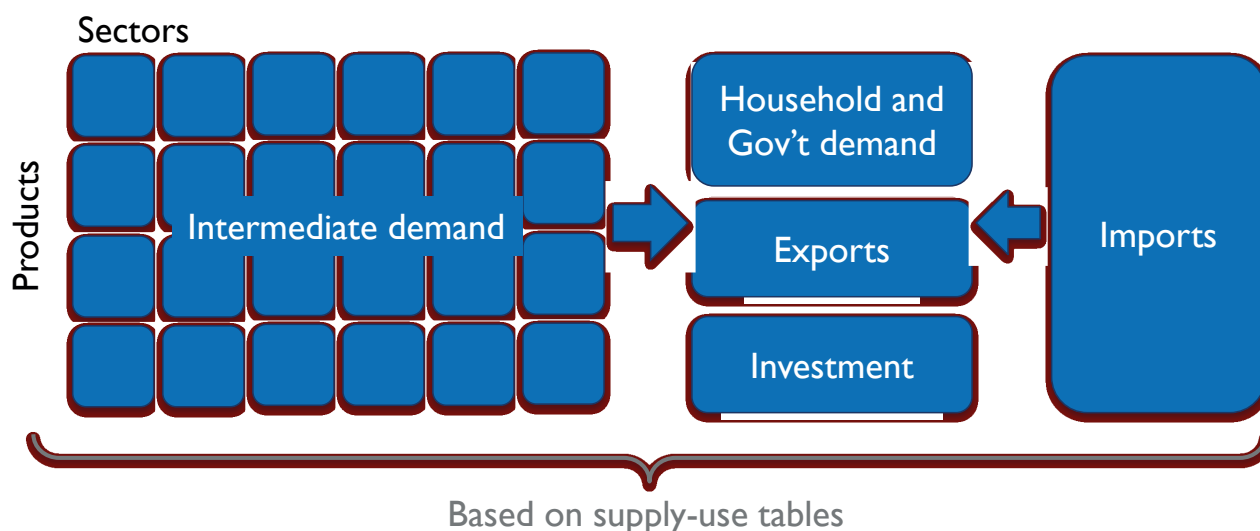 Sectors
Products
Intermediate demand
Household and
Gov't demand
Exports
Investment
Imports
Based on supply-use tables